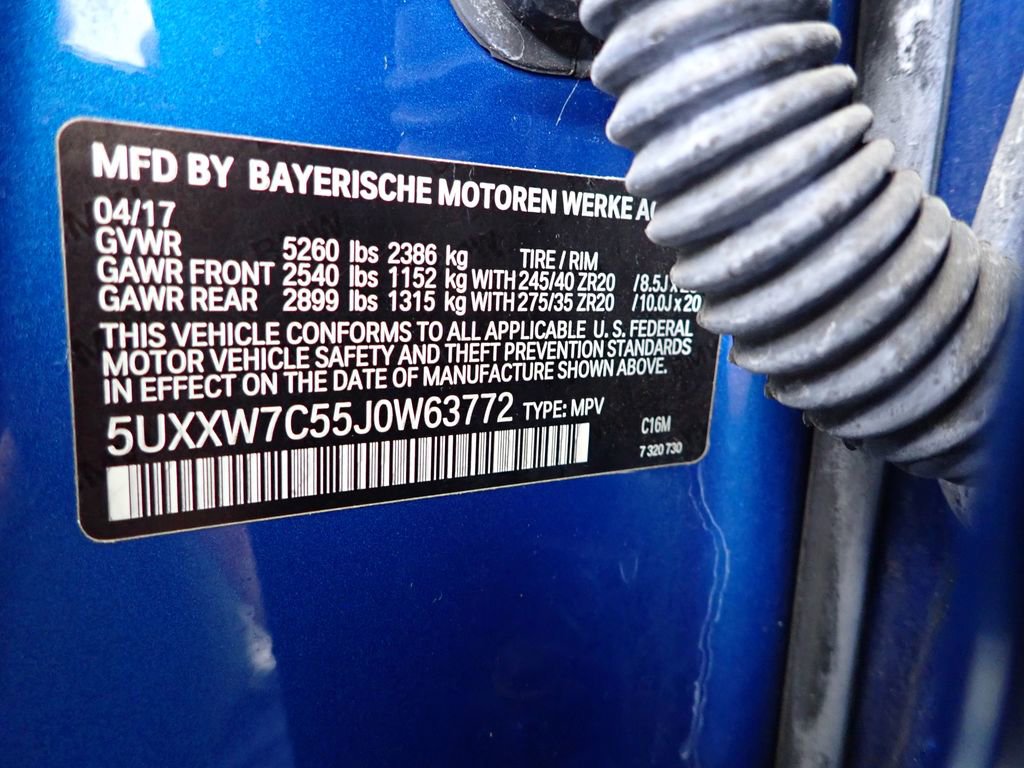 MFD BY BAYERISCHE MOTOREN WERKE
04/17
GVWR 5260 lbs 2386 kg TIRE / RIM
GAWR FRONT 2540 lbs 1152 kg WITH 245/40 ZR20 /8.5J x
GAWR REAR 2899 lbs 1315 kg WITH 275/35 ZR20 /10.0J x 20
THIS VEHICLE CONFORMS TO ALL APPLICABLE U.S. FEDERAL
MOTOR VEHICLE SAFETY AND THEFT PREVENTION STANDARDS
IN EFFECT ON THE DATE OF MANUFACTURE SHOWN ABOVE.
5UXXW7C55J0W63772 TYPE: MPV
C16M
7 320 730